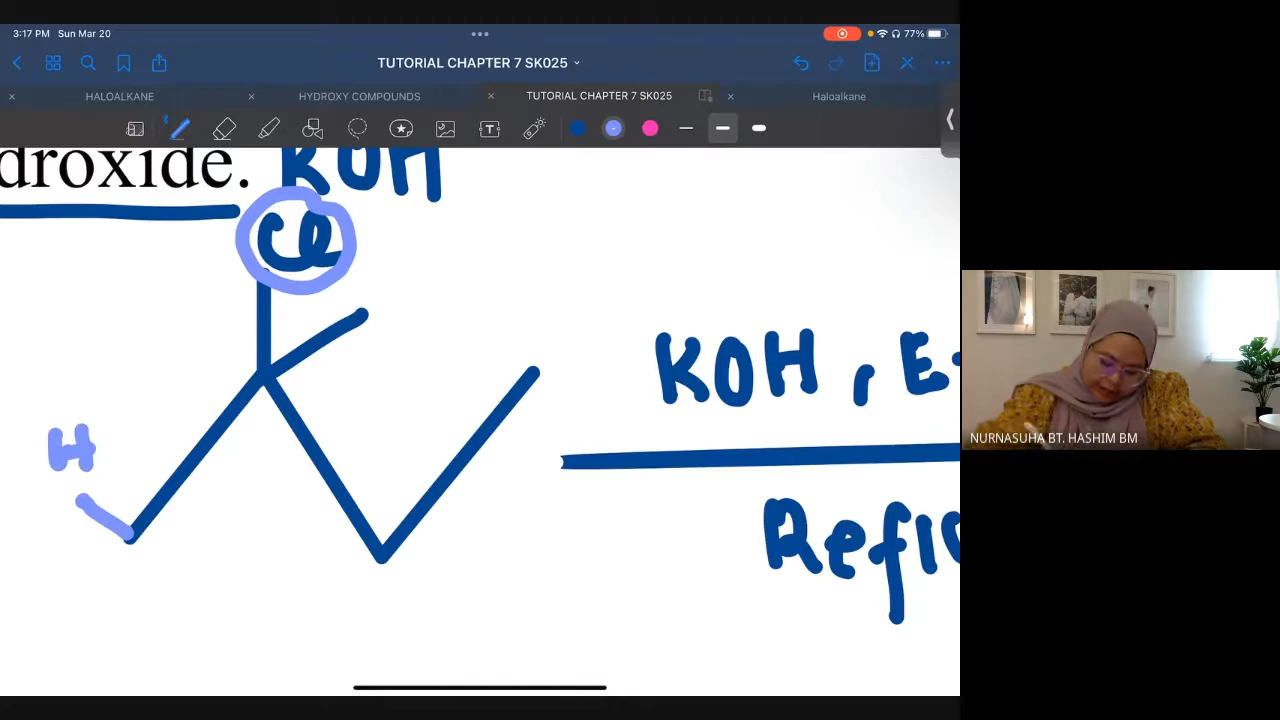 3:17 PM Sun Mar 20
77%
TUTORIAL CHAPTER 7 SK025
HALOALKANE
HYDROXY COMPOUNDS
TUTORIAL CHAPTER 7 SK025
Haloalkane
droxide. KOH
Cl
H
KOH, E
Refl
NURNASUHA BT. HASHIM BM